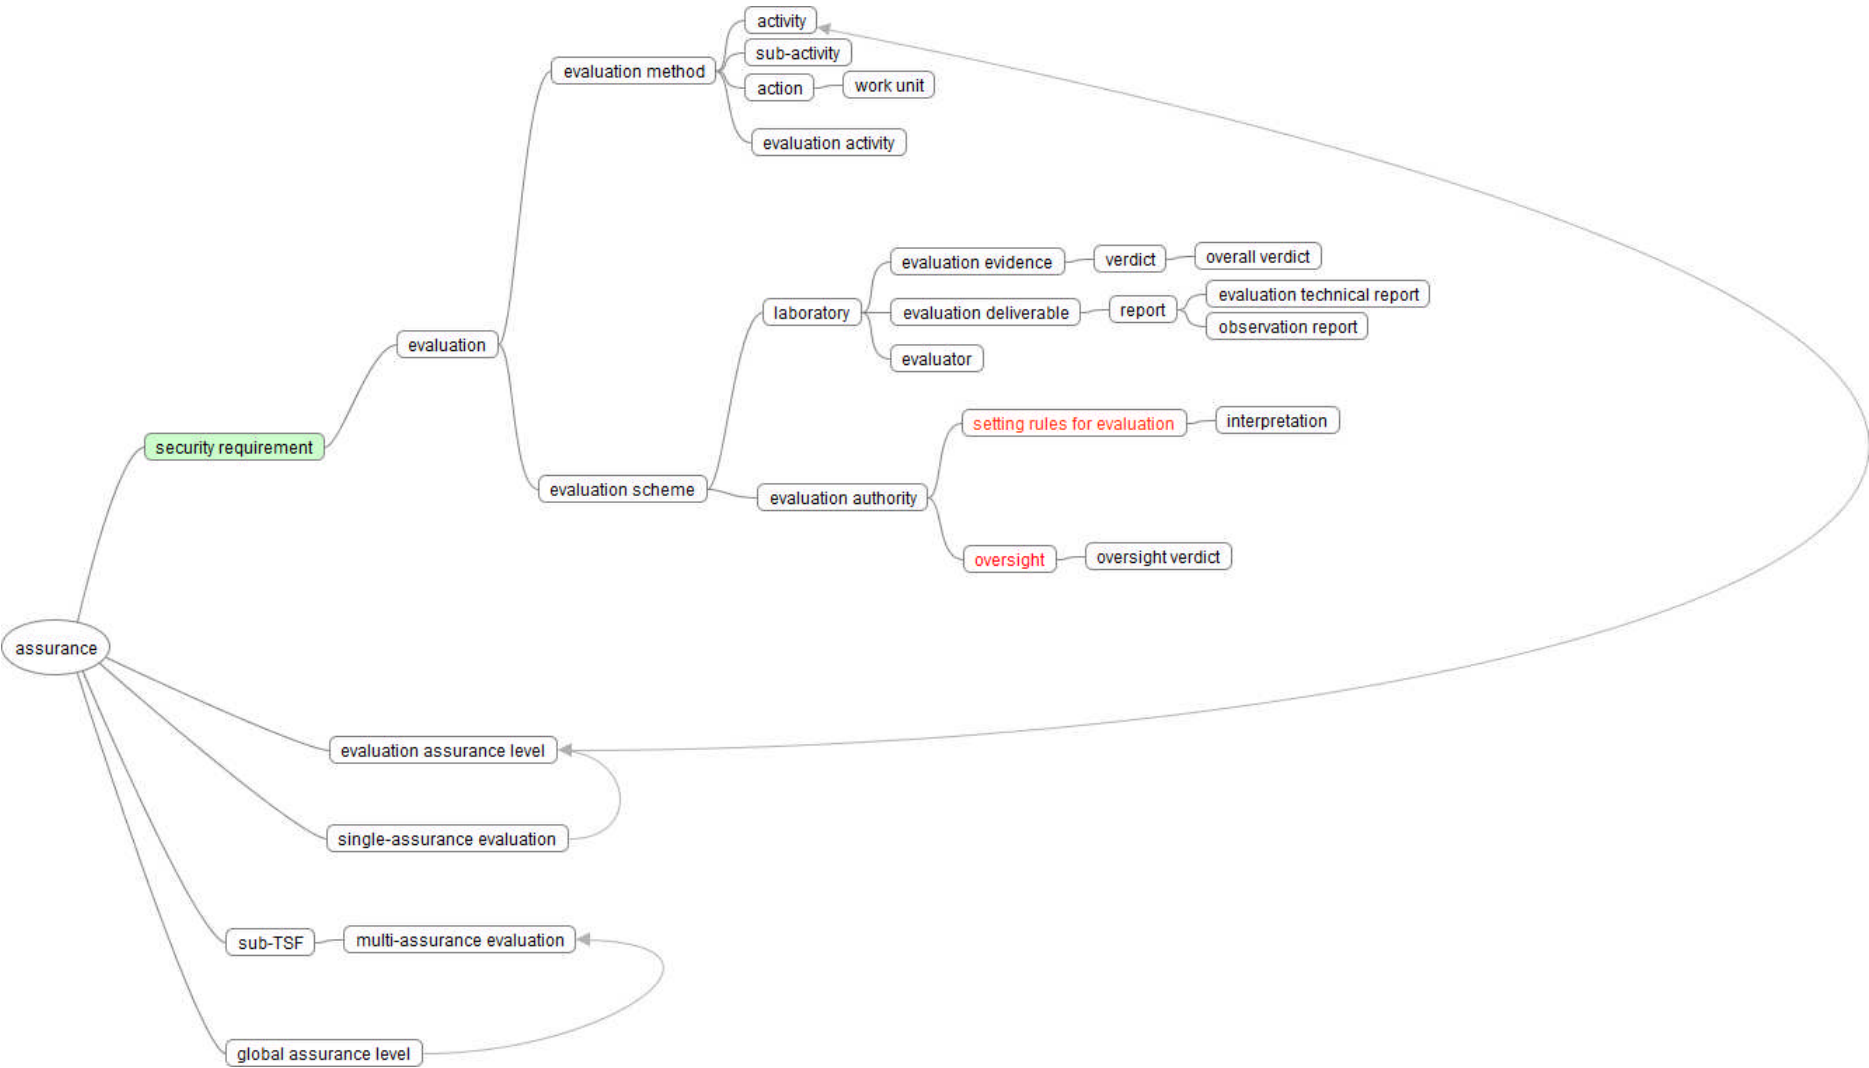 activity
sub-activity
evaluation method
action
work unit
evaluation activity
evaluation evidence
verdict
overall verdict
laboratory
evaluation deliverable
report
evaluation technical report
observation report
evaluation
evaluator
security requirement
setting rules for evaluation
interpretation
evaluation scheme
evaluation authority
oversight
oversight verdict
assurance
evaluation assurance level
single-assurance evaluation
sub-TSF
multi-assurance evaluation
global assurance level